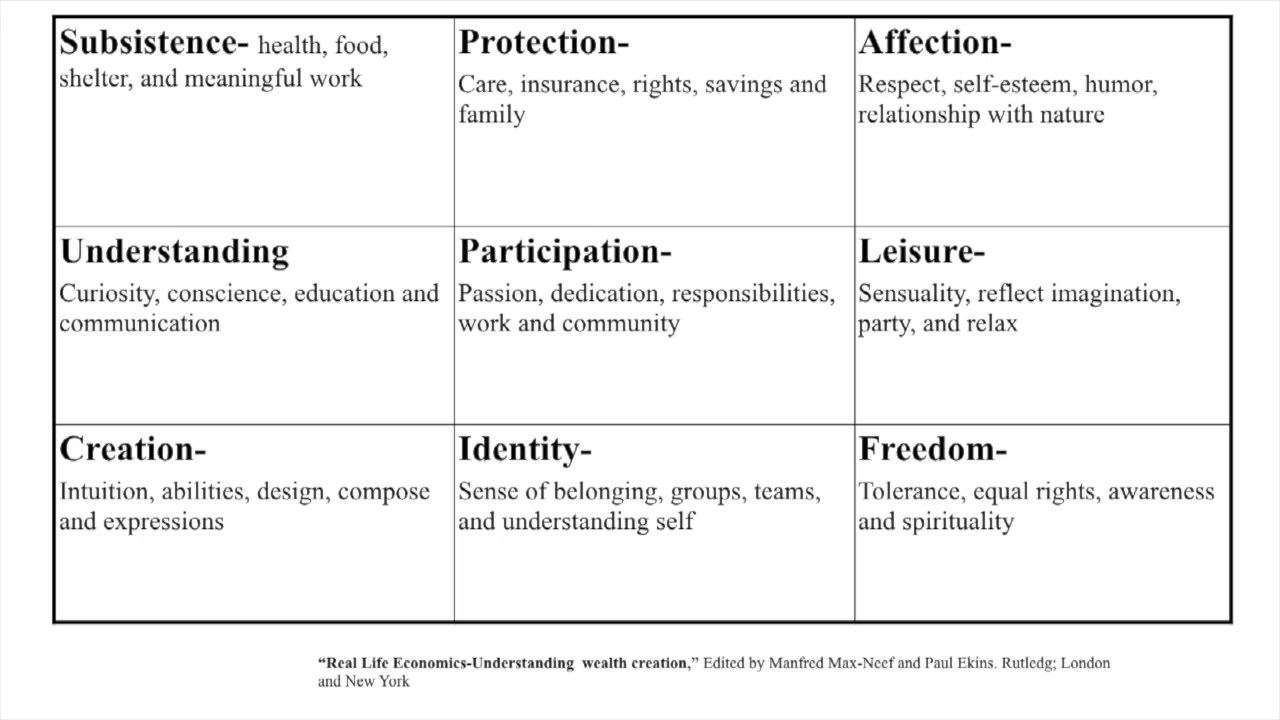 Subsistence- health, food,
shelter, and meaningful work
Protection-
Care, insurance, rights, savings and
family
Affection-
Respect, self-esteem, humor,
relationship with nature
Understanding
Curiosity, conscience, education and
communication
Participation-
Passion, dedication, responsibilities,
work and community
Leisure-
Sensuality, reflect imagination,
party, and relax
Creation-
Intuition, abilities, design, compose
and expressions
Identity-
Sense of belonging, groups, teams,
and understanding self
Freedom-
Tolerance, equal rights, awareness
and spirituality
“Real Life Economics-Understanding wealth creation,” Edited by Manfred Max-Neef and Paul Ekins. Rutledg; London
and New York